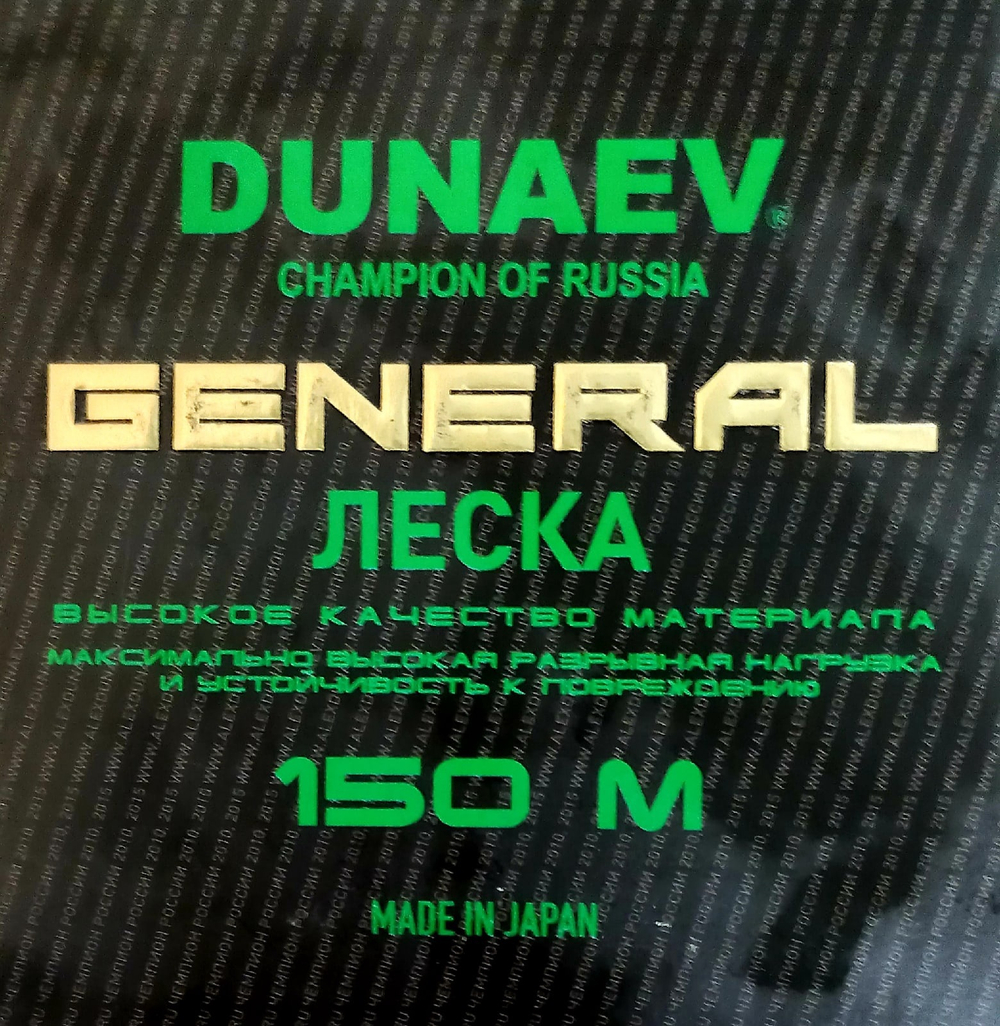 DUNAEV®
CHAMPION OF RUSSIA
GENERAL
ЛЕСКА
ВЫСОКОЕ КАЧЕСТВО МАТЕРИАЛА
МАКСИМАЛЬНО ВЫСОКАЯ РАЗРЫВНАЯ НАГРУЗКА
И УСТОЙЧИВОСТЬ К ПОВРЕЖДЕНИЮ
150 М
MADE IN JAPAN